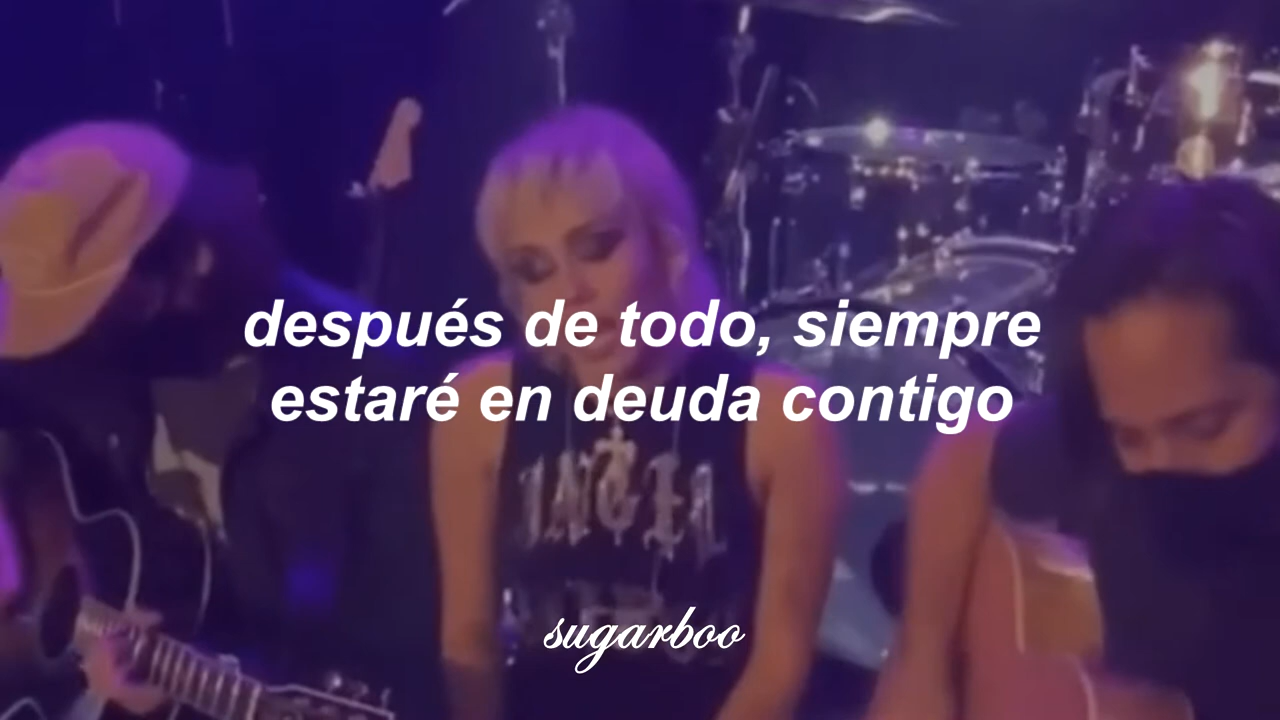 después de todo, siempre
estaré en deuda contigo
sugarboo